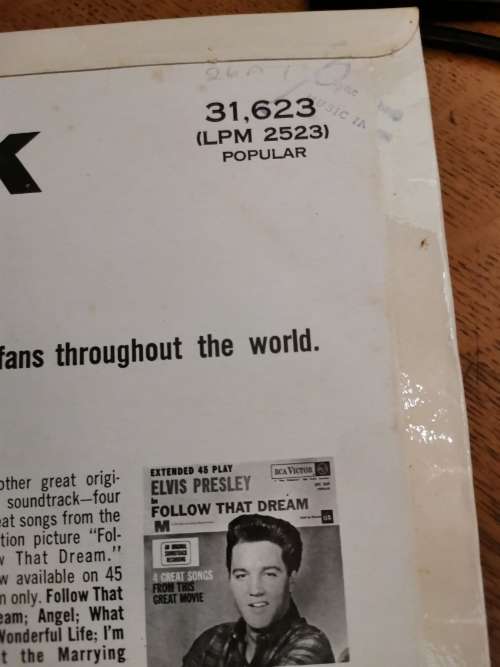 31,623
(LPM 2523)
POPULAR
K
fans throughout the world.
other great origi-
soundtrack—four
eat songs from the
tion picture “Fol-
w That Dream.”
w available on 45
m only. Follow That
eam; Angel; What
Wonderful Life; I'm
t the Marrying
EXTENDED 45 PLAY
RCA VICTOR
ELVIS PRESLEY
in
FOLLOW THAT DREAM
M
4 GREAT SONGS
FROM THIS
GREAT MOVIE